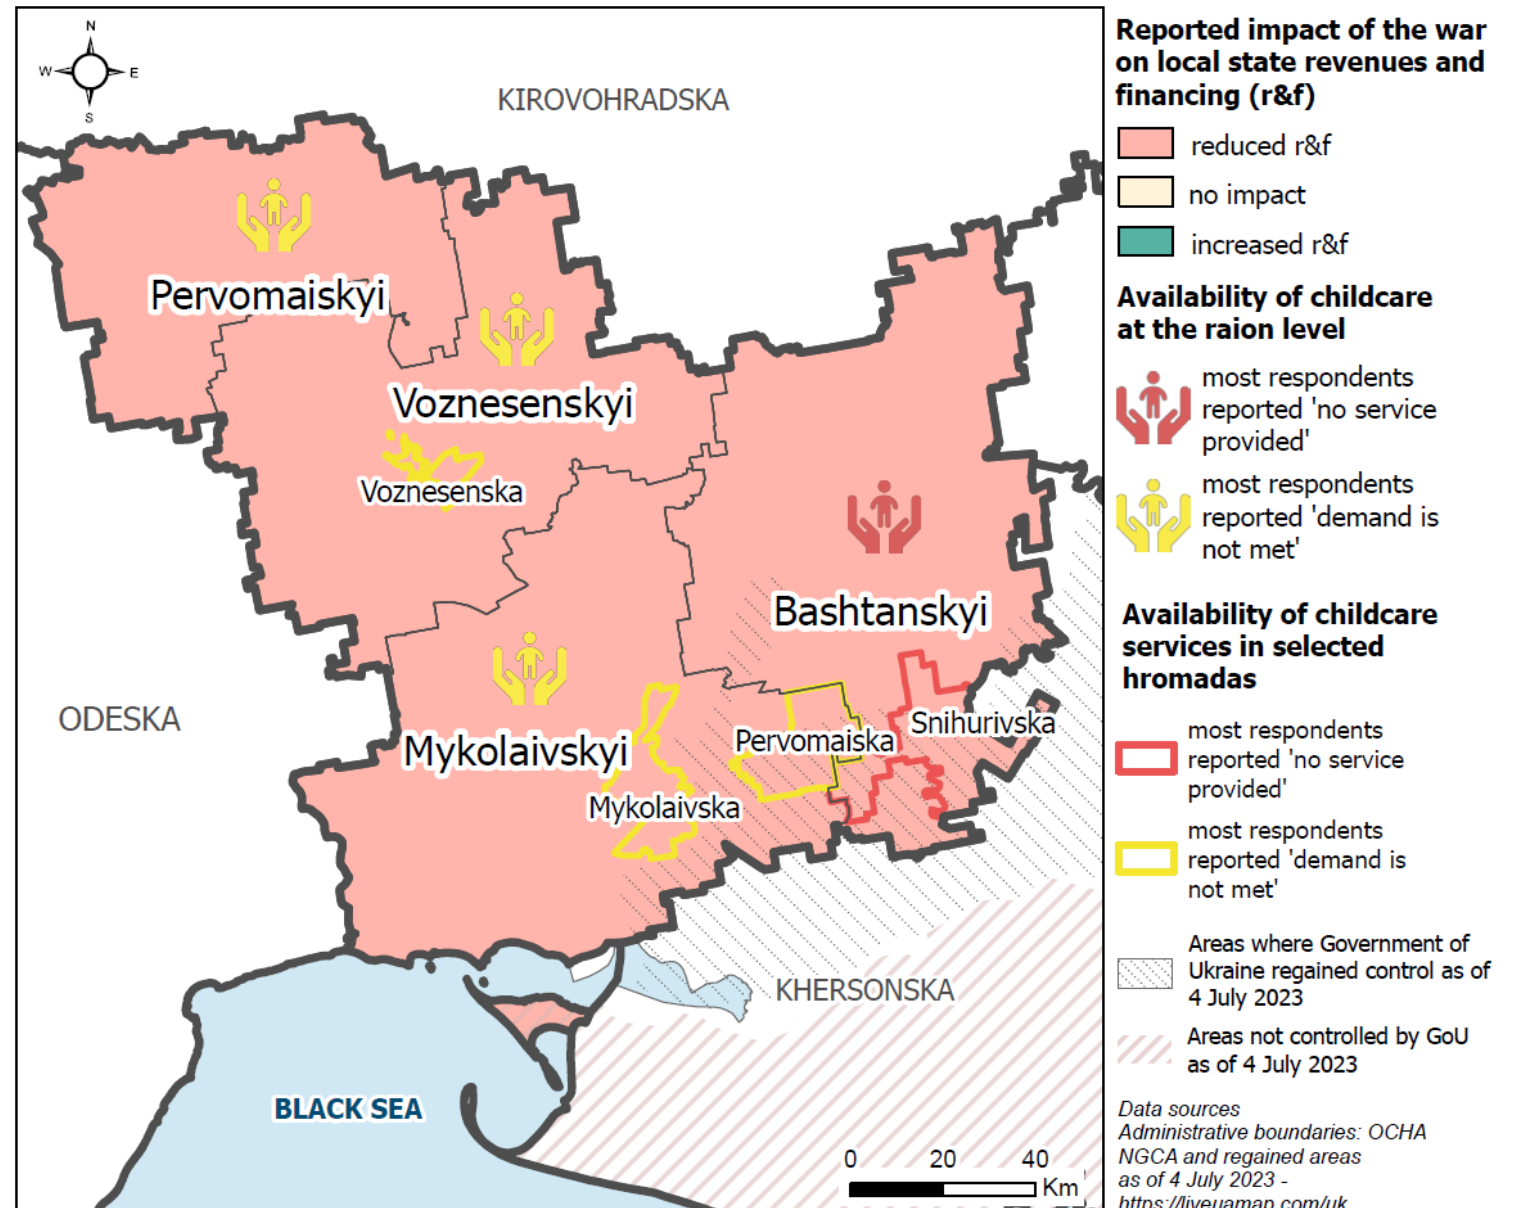 N
W
E
S
KIROVOHRADSKA
Pervomaiskyi
Voznesenskyi
Voznesenska
Bashtanskyi
ODESKA
Mykolaivskyi
Pervomaiska
Snihurivska
Mykolaivska
KHERSONSKA
BLACK SEA
0 20 40
Km
Reported impact of the war
on local state revenues and
financing (r&f)
reduced r&f
no impact
increased r&f
Availability of childcare
at the raion level
most respondents
reported 'no service
provided'
most respondents
reported 'demand is
not met'
Availability of childcare
services in selected
hromadas
most respondents
reported 'no service
provided'
most respondents
reported 'demand is
not met'
Areas where Government of
Ukraine regained control as of
4 July 2023
Areas not controlled by GoU
as of 4 July 2023
Data sources
Administrative boundaries: OCHA
NGCA and regained areas
as of 4 July 2023 -
https://liveuamap.com/uk